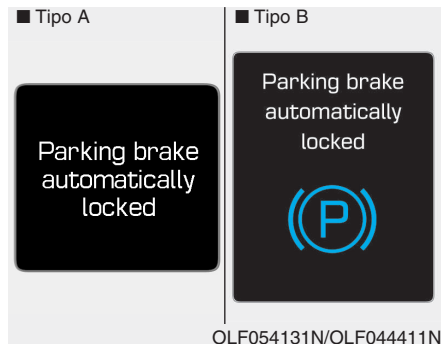 ■ Tipo A
Parking brake
automatically
locked
■ Tipo B
Parking brake
automatically
locked
P
OLF054131N/OLF044411N